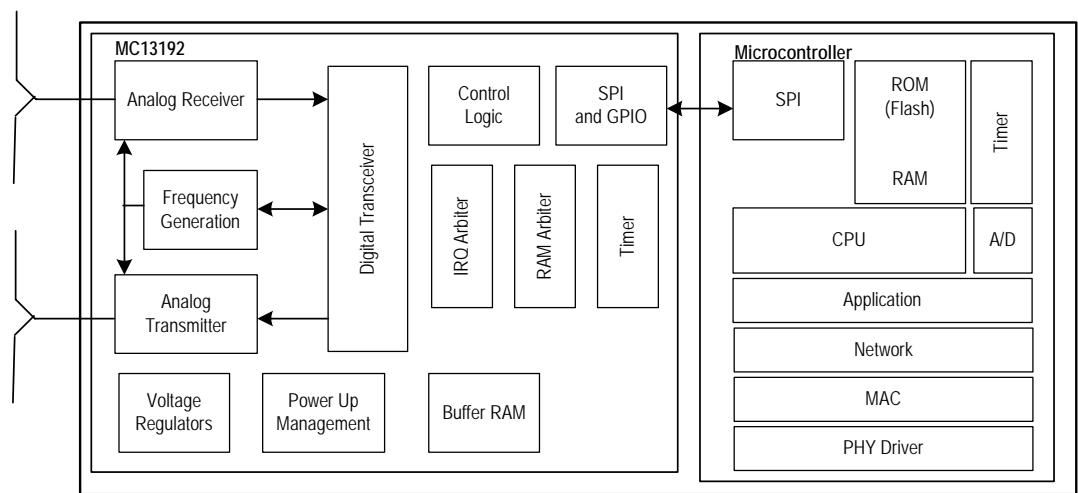 MC13192
Analog Receiver
Frequency
Generation
Analog
Transmitter
Digital Transceiver
Control
Logic
SPI
and GPIO
IRQ Arbiter
RAM Arbiter
Timer
Voltage
Regulators
Power Up
Management
Buffer RAM
Microcontroller
SPI
ROM
(Flash)
RAM
Timer
CPU
A/D
Application
Network
MAC
PHY Driver